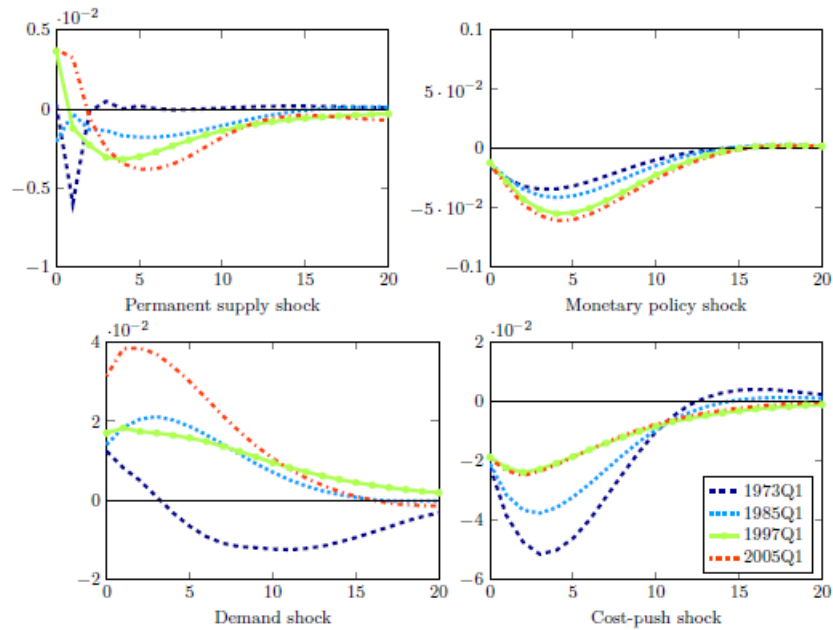 ·10⁻²
0.5
0
−0.5
−1
0 5 10 15 20
Permanent supply shock
0.1
5 · 10⁻²
0
−5 · 10⁻²
−0.1
0 5 10 15 20
Monetary policy shock
·10⁻²
4
2
0
−2
0 5 10 15 20
Demand shock
·10⁻²
2
0
−2
−4
−6
0 5 10 15 20
Cost-push shock
1973Q1
1985Q1
1997Q1
2005Q1